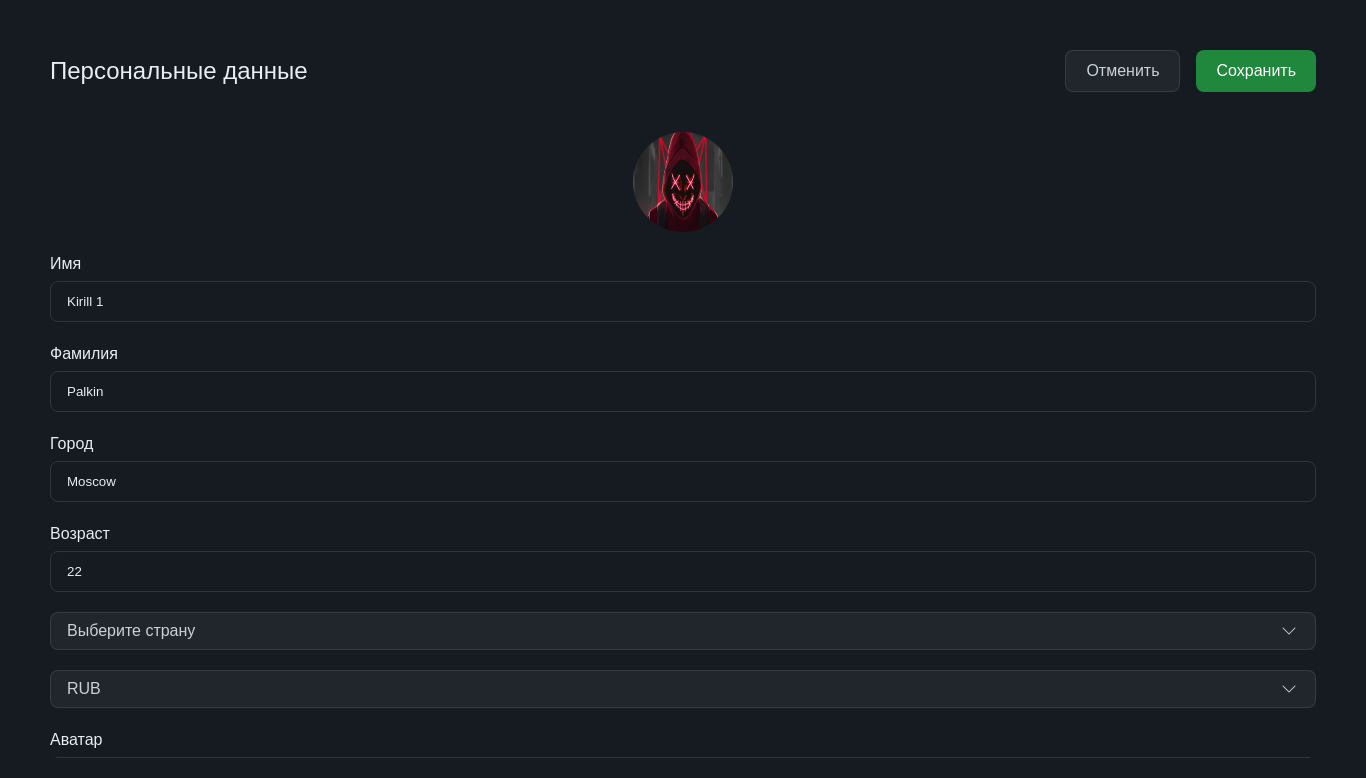 Персональные данные
Отменить
Сохранить
Имя
Kirill 1
Фамилия
Palkin
Город
Moscow
Возраст
22
Выберите страну
RUB
Аватар